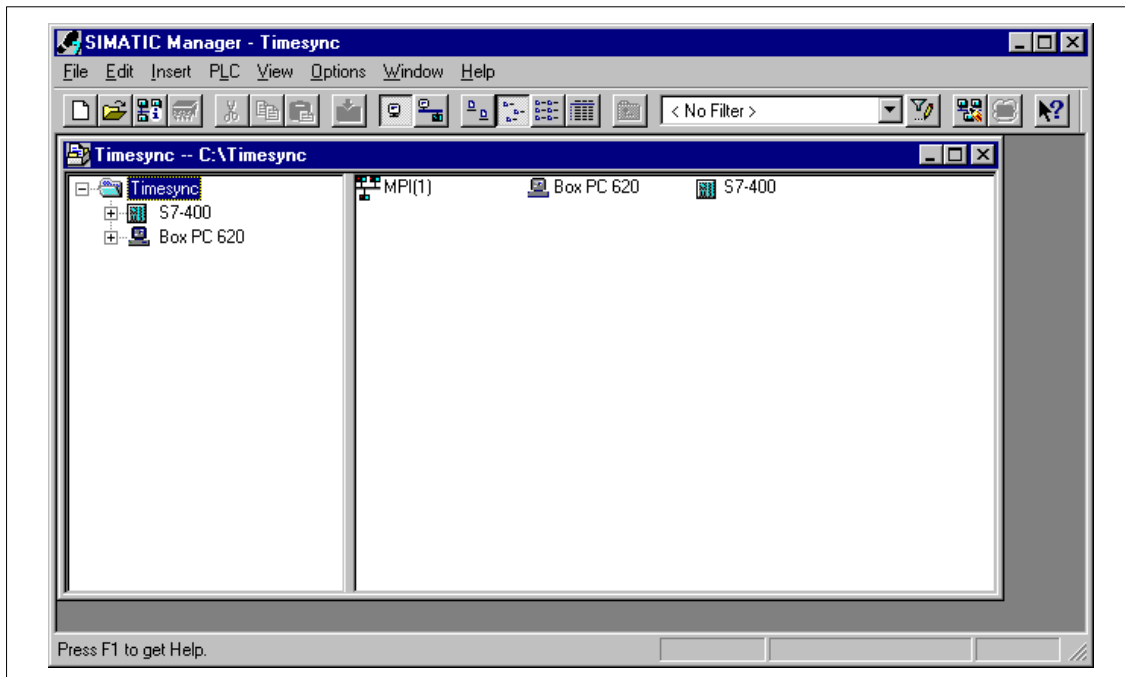 SIMATIC Manager - Timesync
File Edit Insert PLC View Options Window Help
< No Filter >
Timesync -- C:\Timesync
Timesync
S7-400
Box PC 620
MPI(1) Box PC 620 S7-400
Press F1 to get Help.